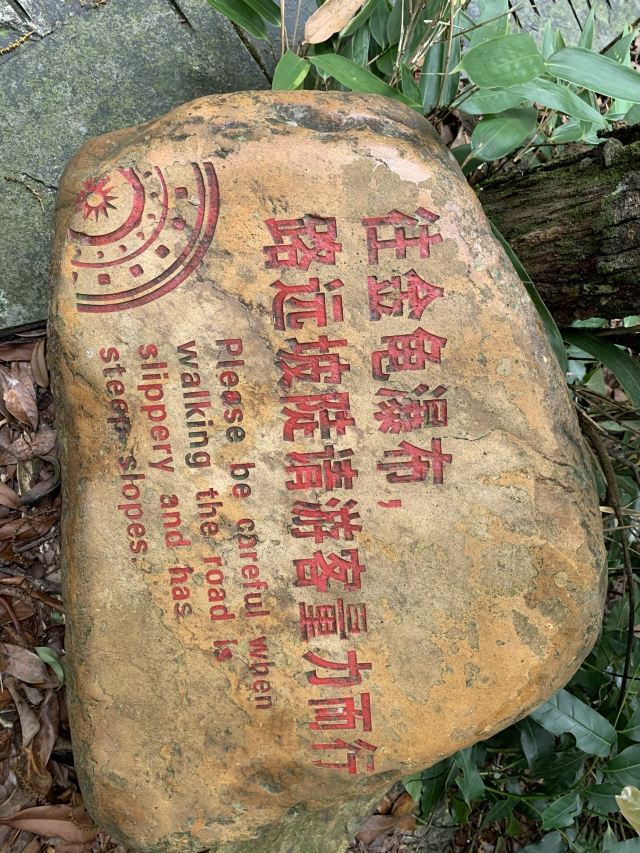 往金龟瀑布，
路远坡陡请游客量力而行
Please be careful when
walking the road is
slippery and has
steep slopes.